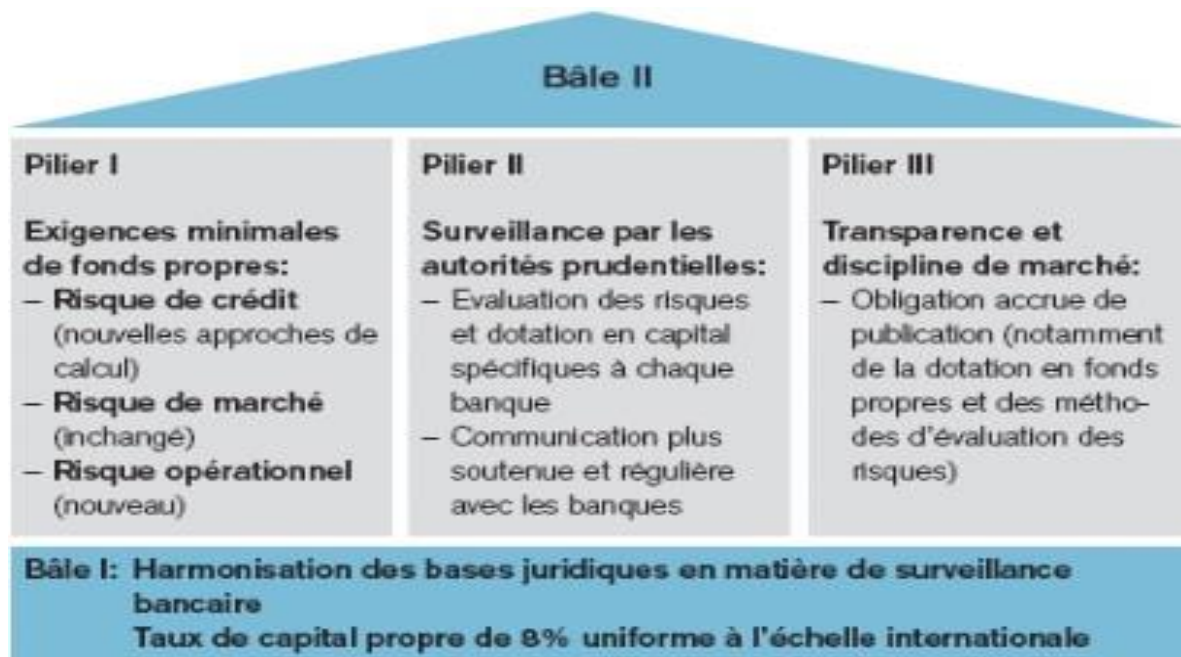 Bâle II
Pilier I
Exigences minimales
de fonds propres:
– Risque de crédit
(nouvelles approches de
calcul)
– Risque de marché
(inchangé)
– Risque opérationnel
(nouveau)
Pilier II
Surveillance par les
autorités prudentielles:
– Evaluation des risques
et dotation en capital
spécifiques à chaque
banque
– Communication plus
soutenue et régulière
avec les banques
Pilier III
Transparence et
discipline de marché:
– Obligation accrue de
publication (notamment
de la dotation en fonds
propres et des métho-
des d'évaluation des
risques)
Bâle I: Harmonisation des bases juridiques en matière de surveillance
bancaire
Taux de capital propre de 8% uniforme à l'échelle internationale